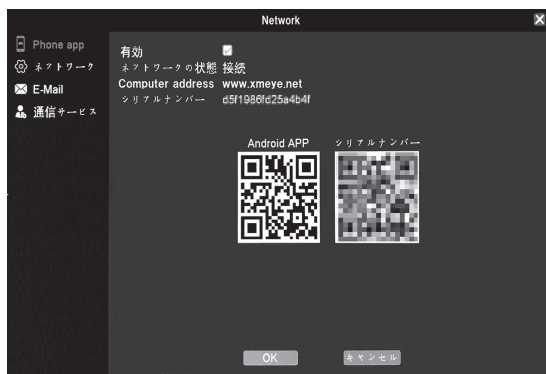 Network
Phone app
ネットワーク
E-Mail
通信サービス
有効
ネットワークの状態 接続
Computer address www.xmeye.net
シリアルナンバー d5f1986fd25a4b4f
Android APP シリアルナンバー
OK キャンセル